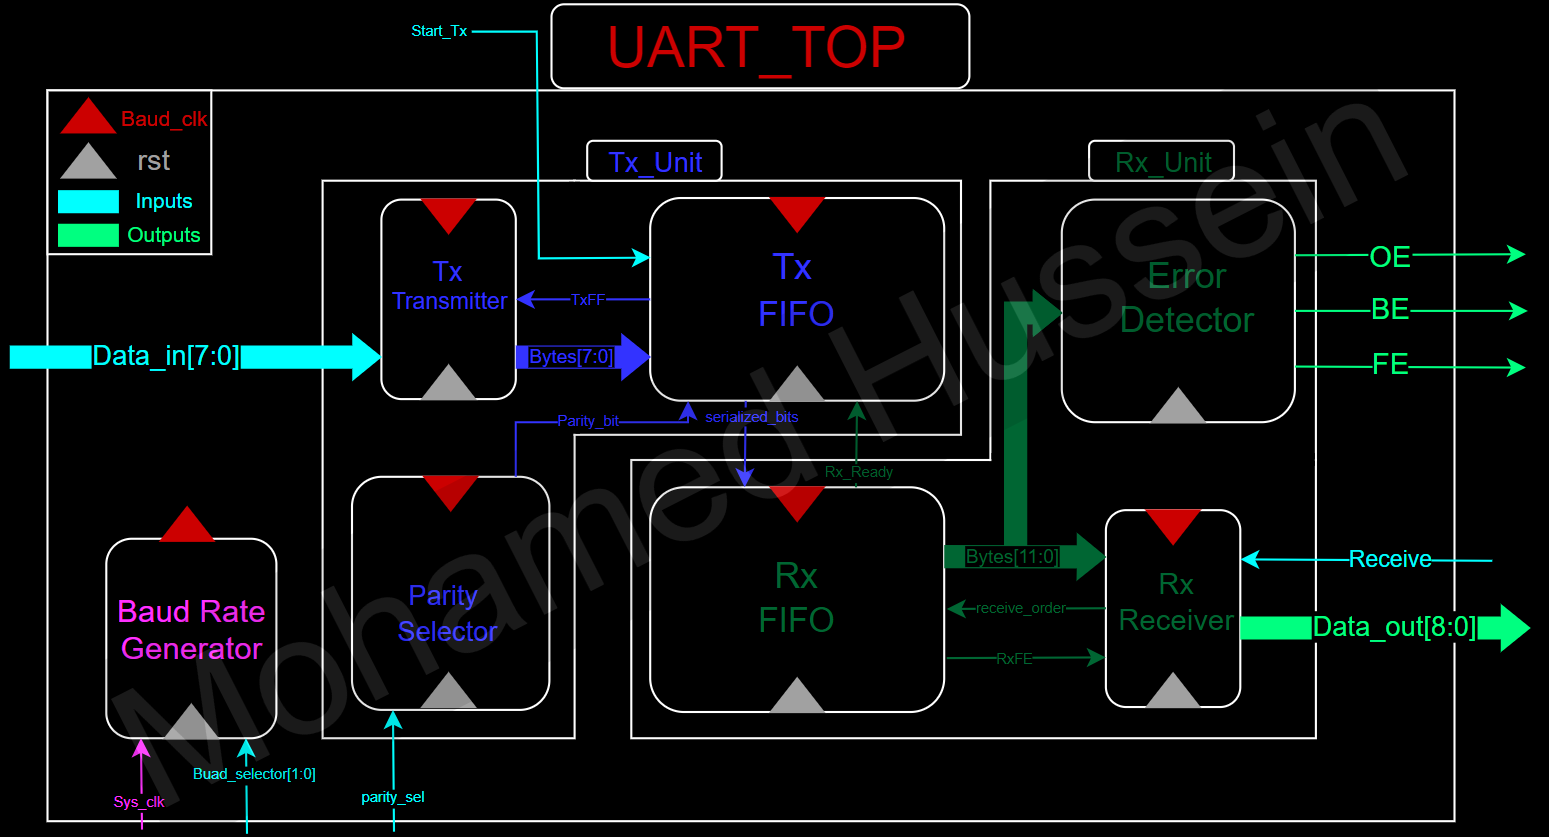 Start_Tx
UART_TOP
Baud_clk
rst
Inputs
Outputs
Tx_Unit
Rx_Unit
Tx
Transmitter
TxFF
Tx
FIFO
Error
Detector
OE
BE
FE
Data_in[7:0]
Bytes[7:0]
Parity_bit
serialized_bits
Rx_Ready
Baud Rate
Generator
Parity
Selector
Rx
FIFO
Bytes[11:0]
receive_order
RxFE
Rx
Receiver
Receive
Data_out[8:0]
Buad_selector[1:0]
Sys_clk
parity_sel
Mohamed Hussein